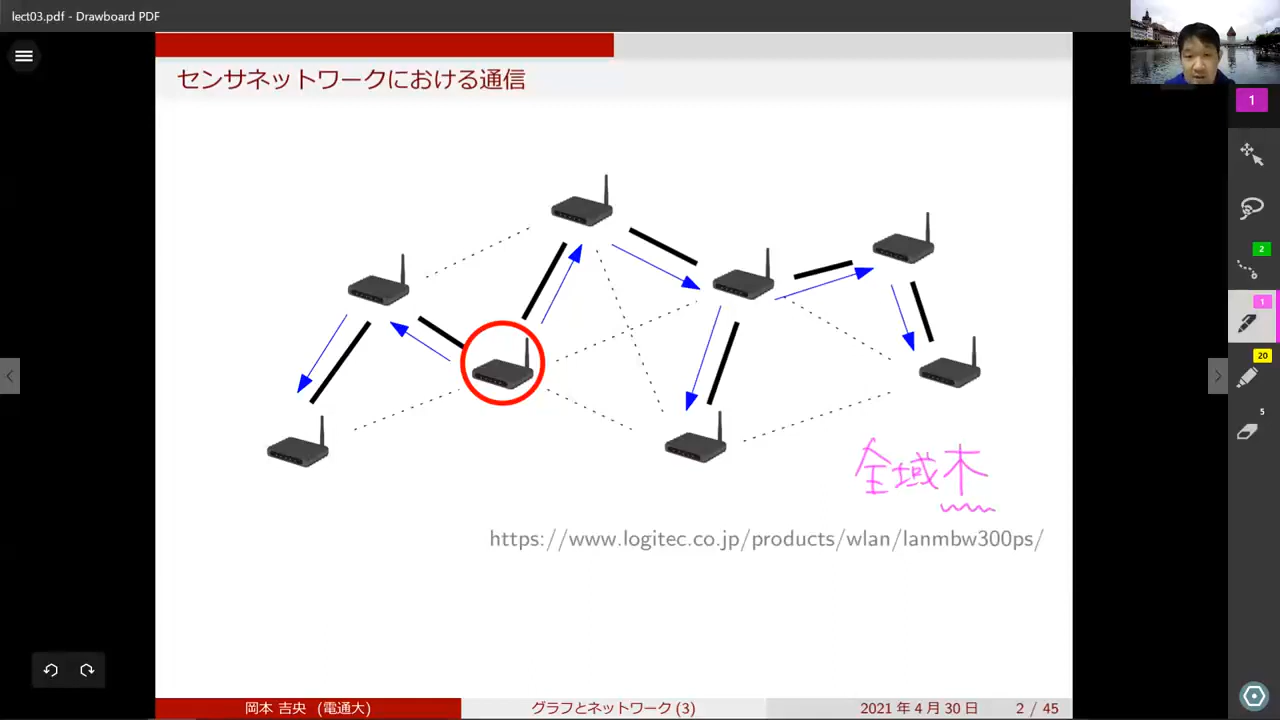 lect03.pdf - Drawboard PDF
センサネットワークにおける通信
1
2
1
20
5
全域木
https://www.logitec.co.jp/products/wlan/lanmbw300ps/
岡本 吉央 (電通大)
グラフとネットワーク (3)
2021 年 4 月 30 日
2 / 45